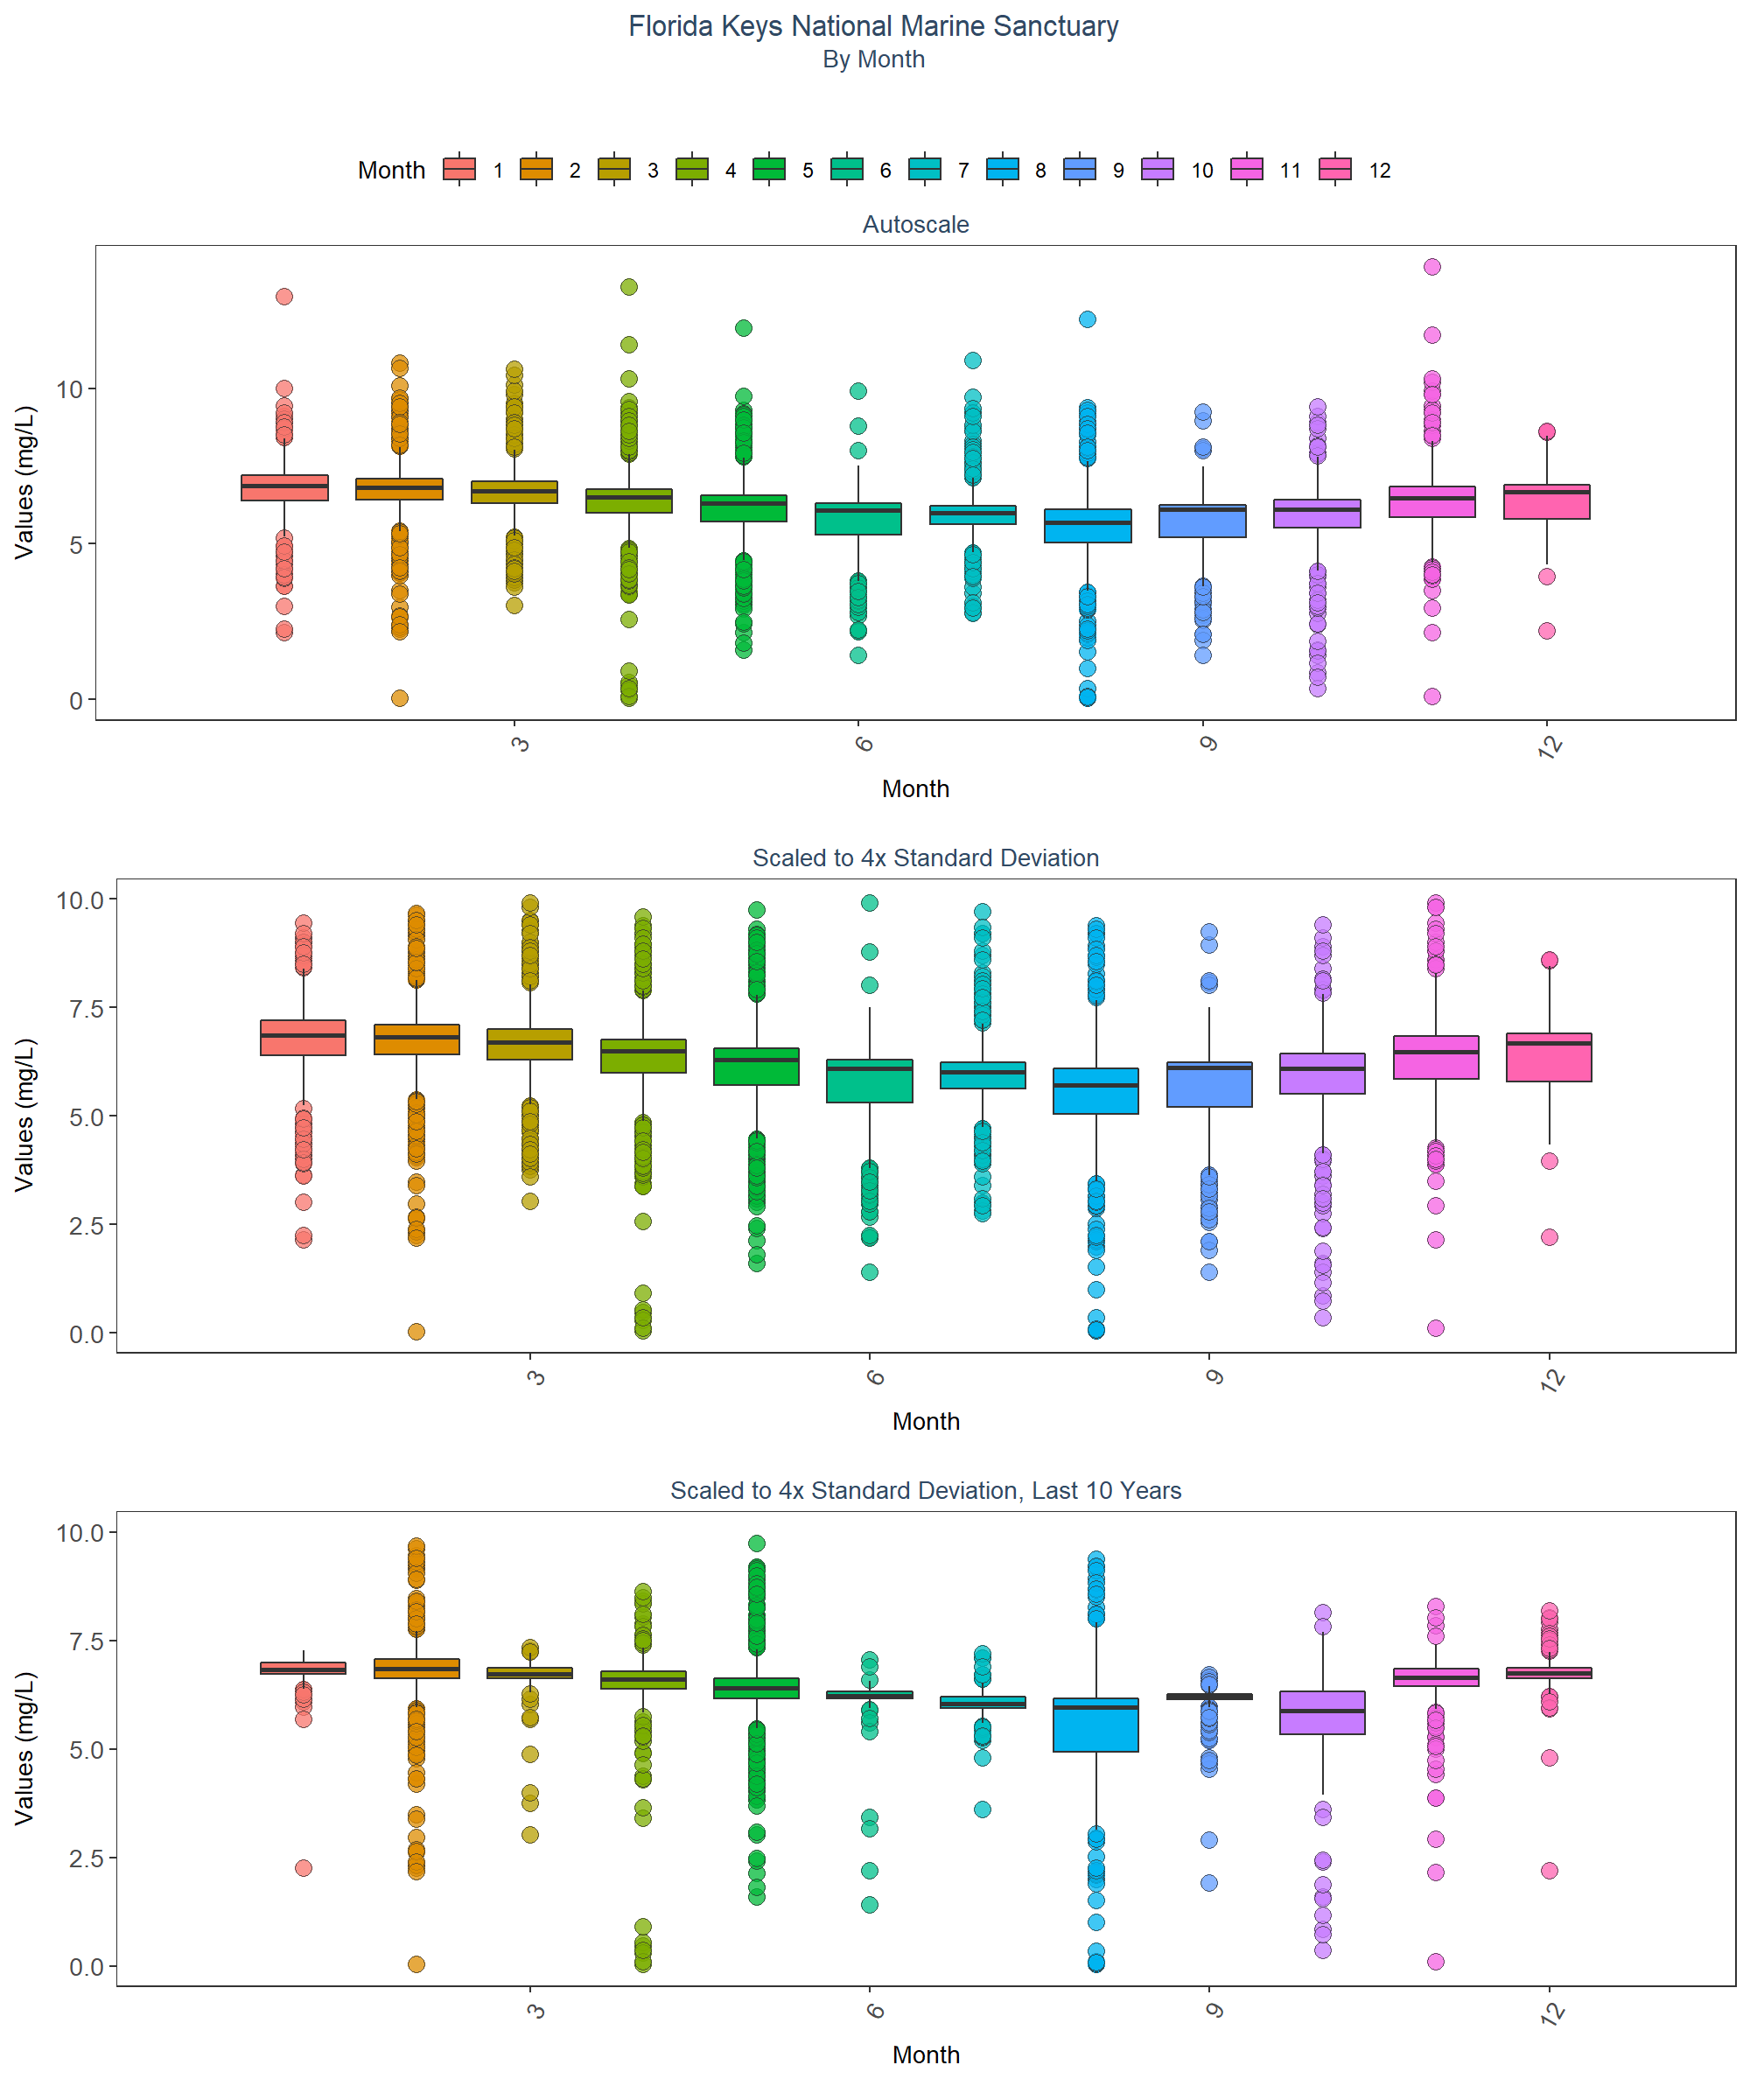 Florida Keys National Marine Sanctuary
By Month
Month 1 2 3 4 5 6 7 8 9 10 11 12
Autoscale
Values (mg/L)
10
5
0
3 6 9 12
Month
Scaled to 4x Standard Deviation
Values (mg/L)
10.0
7.5
5.0
2.5
0.0
3 6 9 12
Month
Scaled to 4x Standard Deviation, Last 10 Years
Values (mg/L)
10.0
7.5
5.0
2.5
0.0
3 6 9 12
Month